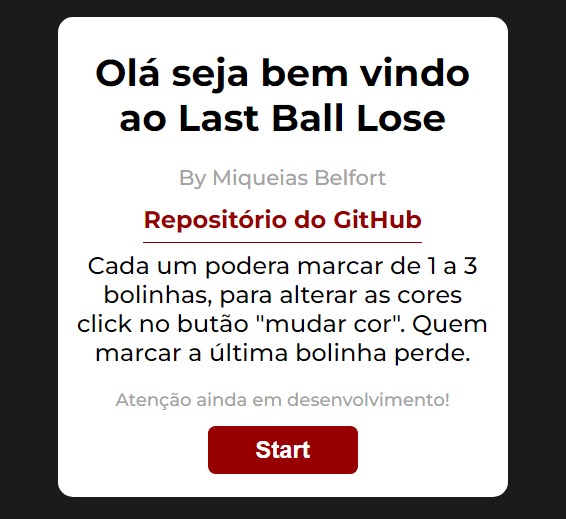 Olá seja bem vindo
ao Last Ball Lose
By Miqueias Belfort
Repositório do GitHub
Cada um podera marcar de 1 a 3
bolinhas, para alterar as cores
click no butão "mudar cor". Quem
marcar a última bolinha perde.
Atenção ainda em desenvolvimento!
Start